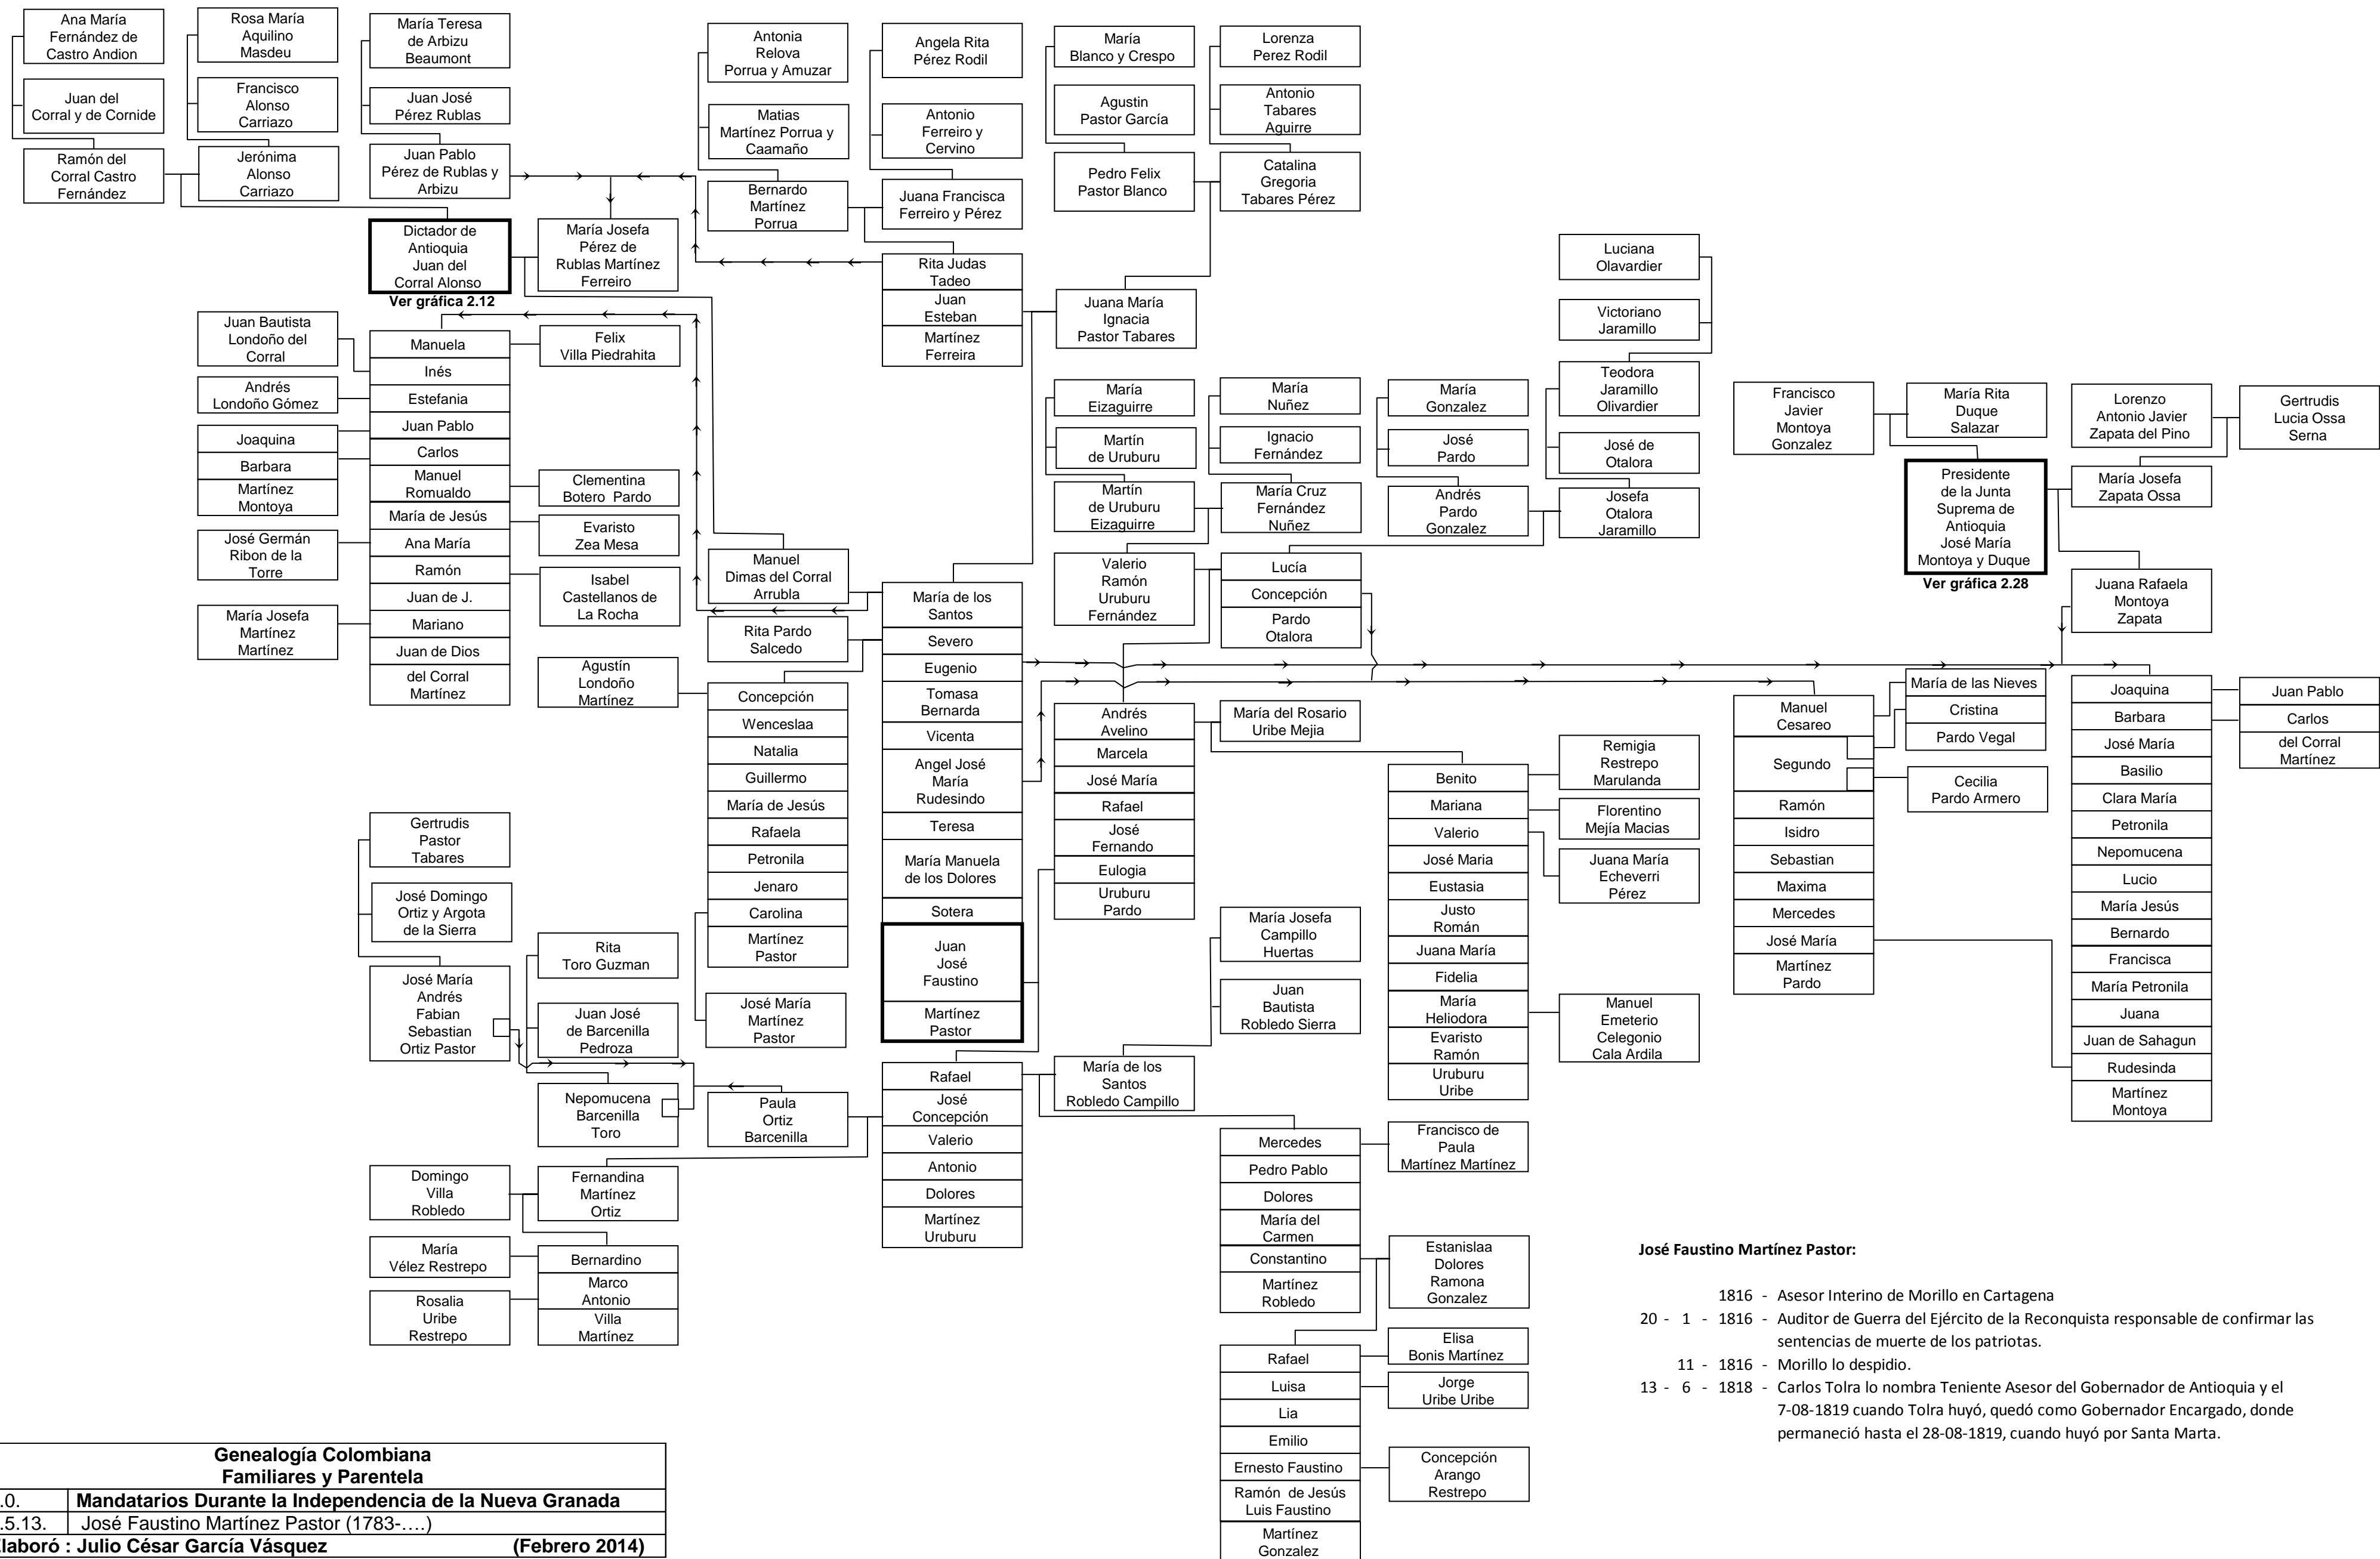 Ana María
Fernández de
Castro Andion
Juan del
Corral y de Cornide
Ramón del
Corral Castro
Fernández
Rosa María
Aquilino
Masdeu
Francisco
Alonso
Carriazo
Jerónima
Alonso
Carriazo
María Teresa
de Arbizu
Beaumont
Juan José
Pérez Rublas
Juan Pablo
Pérez de Rublas y
Arbizu
Dictador de
Antioquia
Juan del
Corral Alonso
Ver gráfica 2.12
María Josefa
Pérez de
Rublas Martínez
Ferreiro
Antonia
Relova
Porrua y Amuzar
Matias
Martínez Porrua y
Caamaño
Bernardo
Martínez
Porrua
Angela Rita
Pérez Rodil
Antonio
Ferreiro y
Cervino
Juana Francisca
Ferreiro y Pérez
Rita Judas
Tadeo
Juan
Esteban
Martínez
Ferreira
María
Blanco y Crespo
Agustin
Pastor García
Pedro Felix
Pastor Blanco
Lorenza
Perez Rodil
Antonio
Tabares
Aguirre
Catalina
Gregoria
Tabares Pérez
Juana María
Ignacia
Pastor Tabares
Luciana
Olavardier
Victoriano
Jaramillo
Teodora
Jaramillo
Olivardier
José de
Otalora
Josefa
Otalora
Jaramillo
Juan Bautista
Londoño del
Corral
Andrés
Londoño Gómez
Joaquina
Barbara
Martínez
Montoya
José Germán
Ribon de la
Torre
María Josefa
Martínez
Martínez
Manuela
Inés
Estefania
Juan Pablo
Carlos
Manuel
Romualdo
María de Jesús
Ana María
Ramón
Juan de J.
Mariano
Juan de Dios
del Corral
Martínez
Felix
Villa Piedrahita
Clementina
Botero  Pardo
Evaristo
Zea Mesa
Isabel
Castellanos de
La Rocha
Agustín
Londoño
Martínez
Manuel
Dimas del Corral
Arrubla
Rita Pardo
Salcedo
María
Eizaguirre
Martín
de Uruburu
Martín
de Uruburu
Eizaguirre
María
Nuñez
Ignacio
Fernández
María Cruz
Fernández
Nuñez
María
Gonzalez
José
Pardo
Andrés
Pardo
Gonzalez
Valerio
Ramón
Uruburu
Fernández
Lucía
Concepción
Pardo
Otalora
Francisco
Javier
Montoya
Gonzalez
María Rita
Duque
Salazar
Lorenzo
Antonio Javier
Zapata del Pino
Gertrudis
Lucia Ossa
Serna
Presidente
de la Junta
Suprema de
Antioquia
José María
Montoya y Duque
Ver gráfica 2.28
María Josefa
Zapata Ossa
Juana Rafaela
Montoya
Zapata
Concepción
Wenceslaa
Natalia
Guillermo
María de Jesús
Rafaela
Petronila
Jenaro
Carolina
Martínez
Pastor
José María
Martínez
Pastor
María de los
Santos
Severo
Eugenio
Tomasa
Bernarda
Vicenta
Angel José
María
Rudesindo
Teresa
María Manuela
de los Dolores
Sotera
Juan
José
Faustino
Martínez
Pastor
Andrés
Avelino
Marcela
José María
Rafael
José
Fernando
Eulogia
Uruburu
Pardo
María del Rosario
Uribe Mejia
Benito
Mariana
Valerio
José Maria
Eustasia
Justo
Román
Juana María
Fidelia
María
Heliodora
Evaristo
Ramón
Uruburu
Uribe
Remigia
Restrepo
Marulanda
Florentino
Mejía Macias
Juana María
Echeverri
Pérez
Manuel
Emeterio
Celegonio
Cala Ardila
Manuel
Cesareo
Segundo
Ramón
Isidro
Sebastian
Maxima
Mercedes
José María
Martínez
Pardo
María de las Nieves
Cristina
Pardo Vegal
Cecilia
Pardo Armero
Joaquina
Barbara
José María
Basilio
Clara María
Petronila
Nepomucena
Lucio
María Jesús
Bernardo
Francisca
María Petronila
Juana
Juan de Sahagun
Rudesinda
Martínez
Montoya
Juan Pablo
Carlos
del Corral
Martínez
Gertrudis
Pastor
Tabares
José Domingo
Ortiz y Argota
de la Sierra
José María
Andrés
Fabian
Sebastian
Ortiz Pastor
Rita
Toro Guzman
Juan José
de Barcenilla
Pedroza
Nepomucena
Barcenilla
Toro
Paula
Ortiz
Barcenilla
María Josefa
Campillo
Huertas
Juan
Bautista
Robledo Sierra
María de los
Santos
Robledo Campillo
Rafael
José
Concepción
Valerio
Antonio
Dolores
Martínez
Uruburu
Domingo
Villa
Robledo
Fernandina
Martínez
Ortiz
María
Vélez Restrepo
Rosalia
Uribe
Restrepo
Bernardino
Marco
Antonio
Villa
Martínez
Mercedes
Pedro Pablo
Dolores
María del
Carmen
Constantino
Martínez
Robledo
Francisco de
Paula
Martínez Martínez
Estanislaa
Dolores
Ramona
Gonzalez
Rafael
Luisa
Lia
Emilio
Ernesto Faustino
Ramón  de Jesús
Luis Faustino
Martínez
Gonzalez
Elisa
Bonis Martínez
Jorge
Uribe Uribe
Concepción
Arango
Restrepo
José Faustino Martínez Pastor:
1816 - Asesor Interino de Morillo en Cartagena
20 - 1 - 1816 - Auditor de Guerra del Ejército de la Reconquista responsable de confirmar las
sentencias de muerte de los patriotas.
11 - 1816 - Morillo lo despidio.
13 - 6 - 1818 - Carlos Tolra lo nombra Teniente Asesor del Gobernador de Antioquia y el
7-08-1819 cuando Tolra huyó, quedó como Gobernador Encargado, donde
permaneció hasta el 28-08-1819, cuando huyó por Santa Marta.
Genealogía Colombiana
Familiares y Parentela
.0. Mandatarios Durante la Independencia de la Nueva Granada
.5.13. José Faustino Martínez Pastor (1783-….)
laboró : Julio César García Vásquez (Febrero 2014)